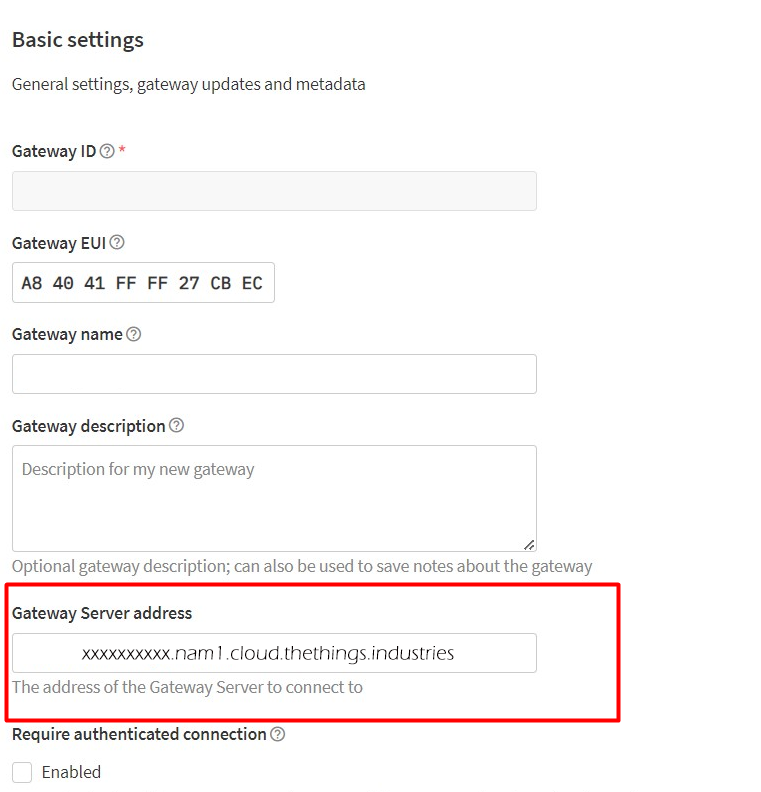 Basic settings
General settings, gateway updates and metadata
Gateway ID ? *
Gateway EUI ?
A8 40 41 FF FF 27 CB EC
Gateway name ?
Gateway description ?
Description for my new gateway
Optional gateway description; can also be used to save notes about the gateway
Gateway Server address
xxxxxxxxxx.nam1.cloud.thethings.industries
The address of the Gateway Server to connect to
Require authenticated connection ?
Enabled